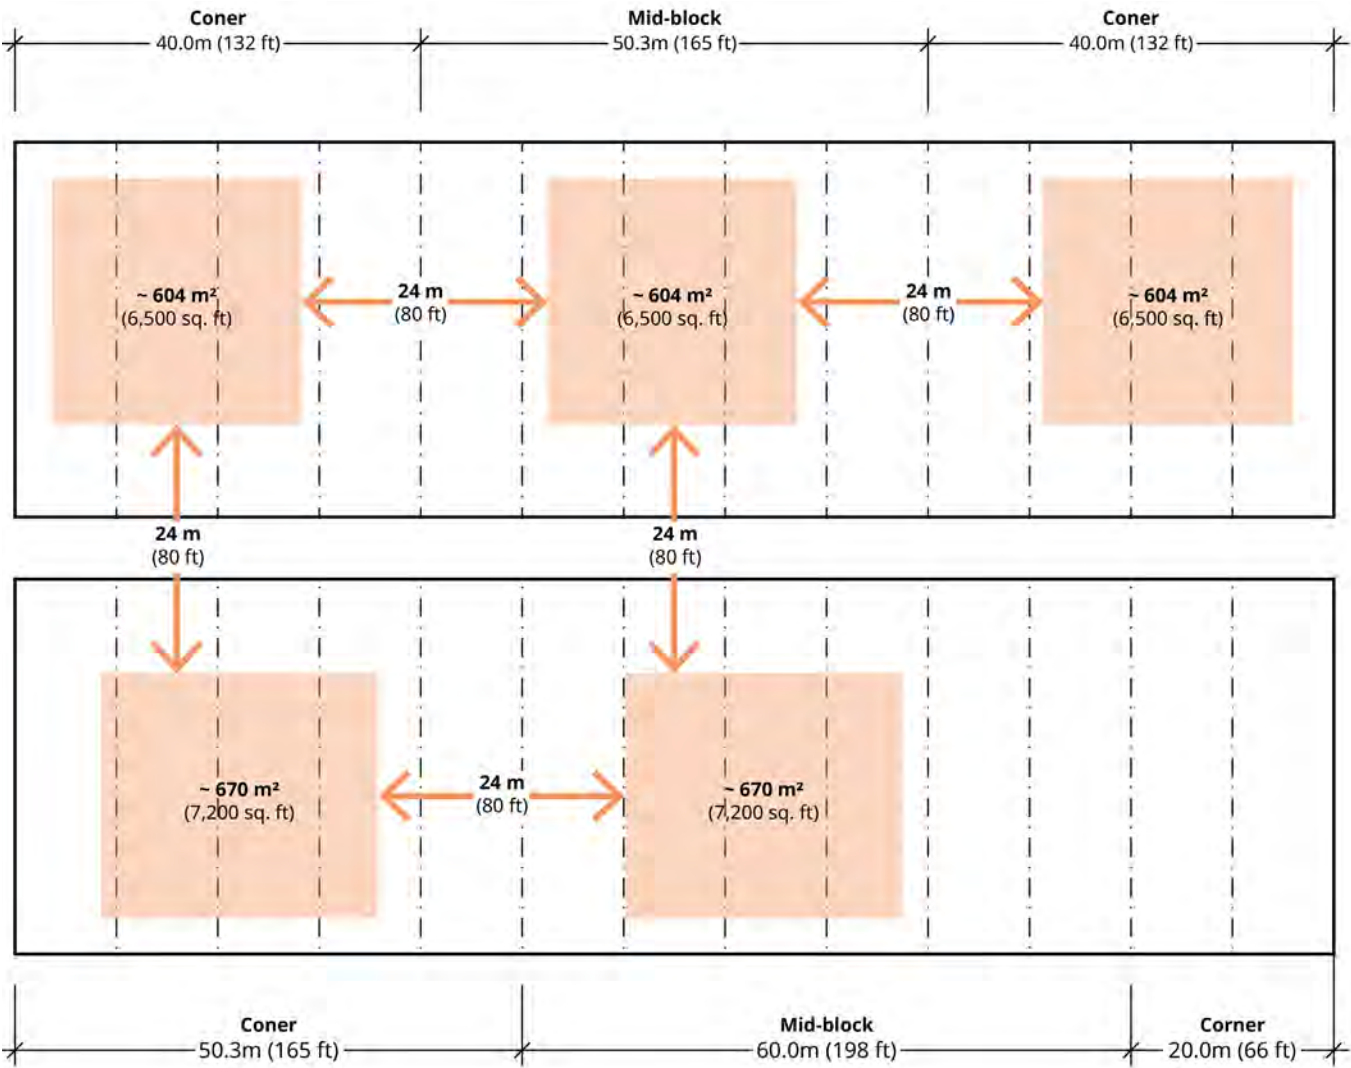 Coner
40.0m (132 ft)
Mid-block
50.3m (165 ft)
Coner
40.0m (132 ft)
~ 604 m²
(6,500 sq. ft)
24 m
(80 ft)
~ 604 m²
(6,500 sq. ft)
24 m
(80 ft)
~ 604 m²
(6,500 sq. ft)
24 m
(80 ft)
24 m
(80 ft)
~ 670 m²
(7,200 sq. ft)
24 m
(80 ft)
~ 670 m²
(7,200 sq. ft)
Coner
50.3m (165 ft)
Mid-block
60.0m (198 ft)
Corner
20.0m (66 ft)